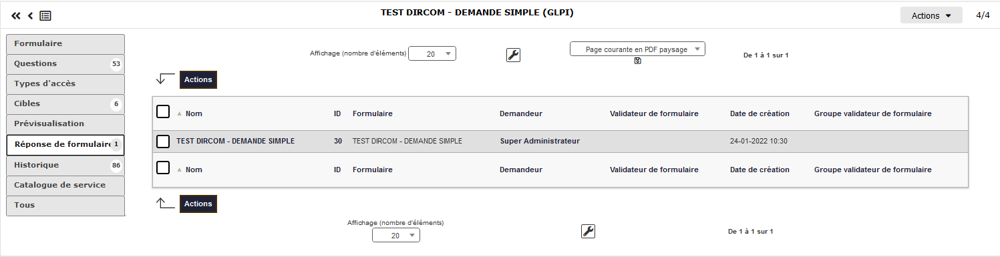 TEST DIRCOM - DEMANDE SIMPLE (GLPI)
Actions
4/4
Formulaire
Questions 53
Types d'accès
Cibles 6
Prévisualisation
Réponse de formulaire 1
Historique 86
Catalogue de service
Tous
Affichage (nombre d'éléments) 20
Page courante en PDF paysage
De 1 à 1 sur 1
Actions
Nom ID Formulaire Demandeur Validateur de formulaire Date de création Groupe validateur de formulaire
TEST DIRCOM - DEMANDE SIMPLE 30 TEST DIRCOM - DEMANDE SIMPLE Super Administrateur 24-01-2022 10:30
Nom ID Formulaire Demandeur Validateur de formulaire Date de création Groupe validateur de formulaire
Actions
Affichage (nombre d'éléments)
20
De 1 à 1 sur 1